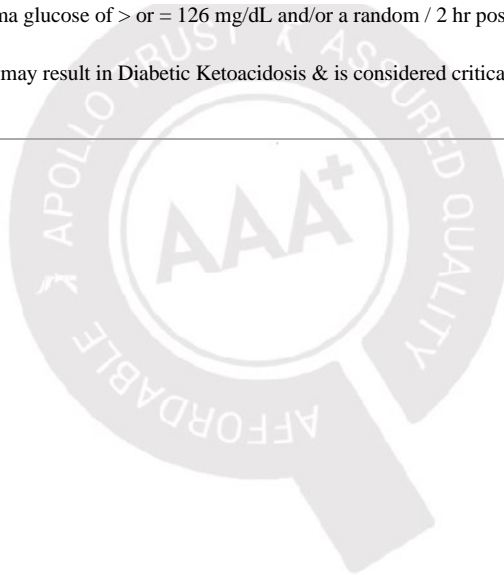 ma glucose of > or = 126 mg/dL and/or a random / 2 hr pos
may result in Diabetic Ketoacidosis & is considered critica
APOLLO TRUST
ASSURED QUALITY
AAA+
AFFORDABLE